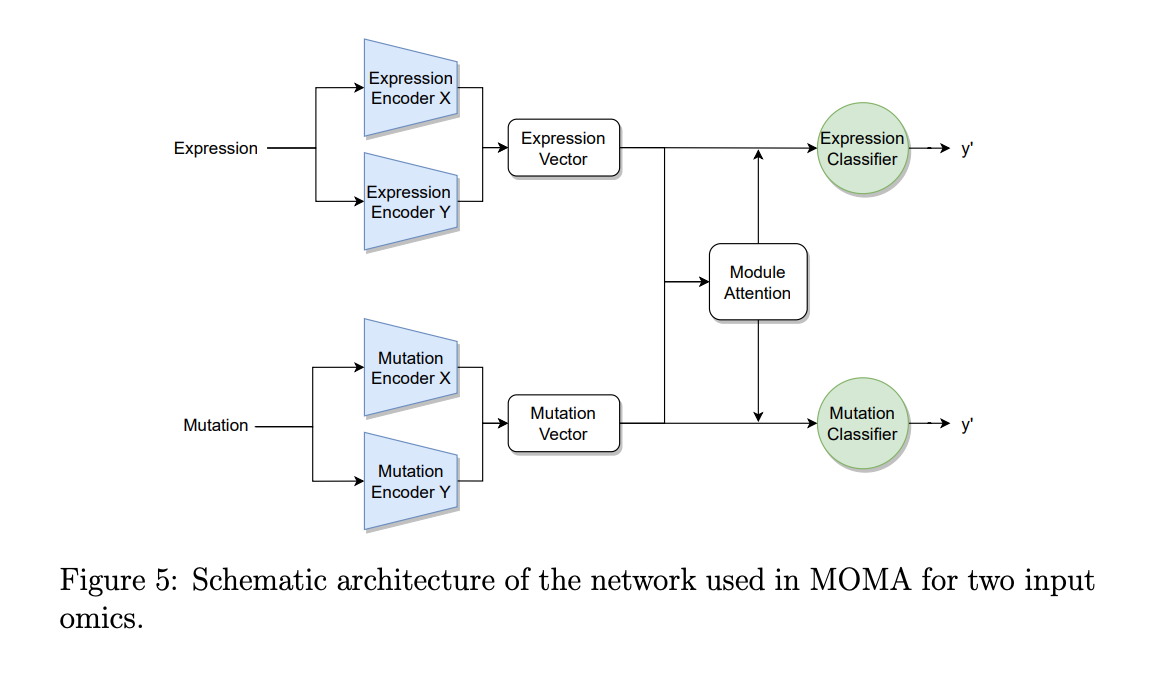 Expression
Encoder X
Expression
Expression
Vector
Expression
Classifier
y'
Expression
Encoder Y
Module
Attention
Mutation
Encoder X
Mutation
Mutation
Vector
Mutation
Classifier
y'
Mutation
Encoder Y
Figure 5: Schematic architecture of the network used in MOMA for two input
omics.